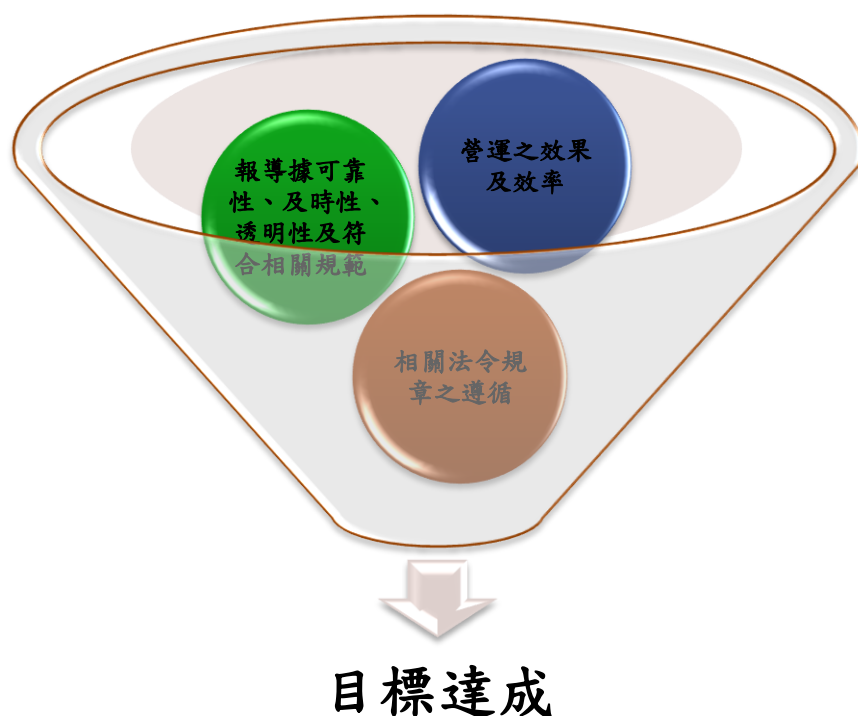 報導據可靠
性、及時性、
透明性及符
合相關規範
營運之效果
及效率
相關法令規
章之遵循
目標達成